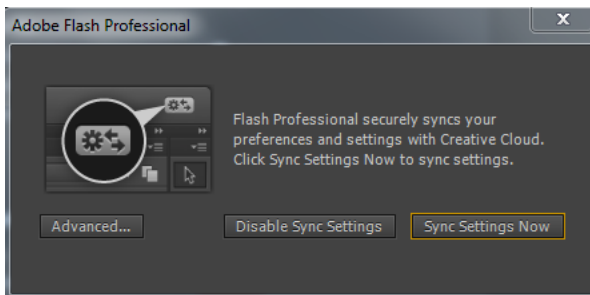 Adobe Flash Professional
X
Flash Professional securely syncs your
preferences and settings with Creative Cloud.
Click Sync Settings Now to sync settings.
Advanced...
Disable Sync Settings
Sync Settings Now